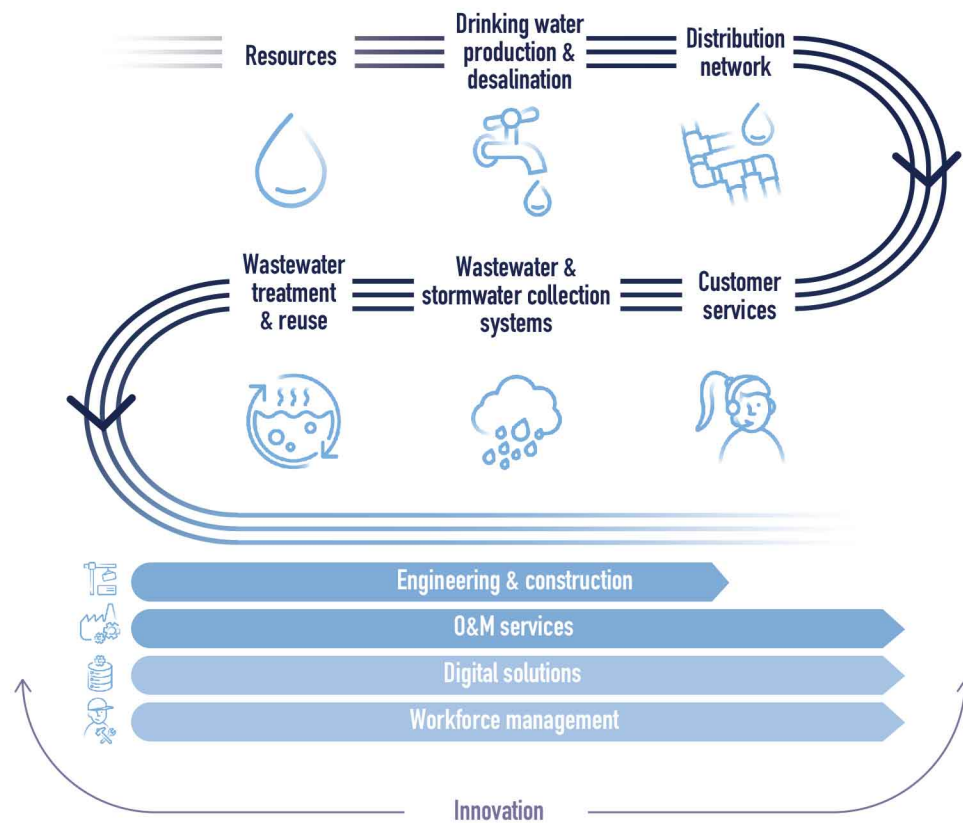 Resources
Drinking water
production &
desalination
Distribution
network
Wastewater
treatment
& reuse
Wastewater &
stormwater collection
systems
Customer
services
Engineering & construction
O&M services
Digital solutions
Workforce management
Innovation